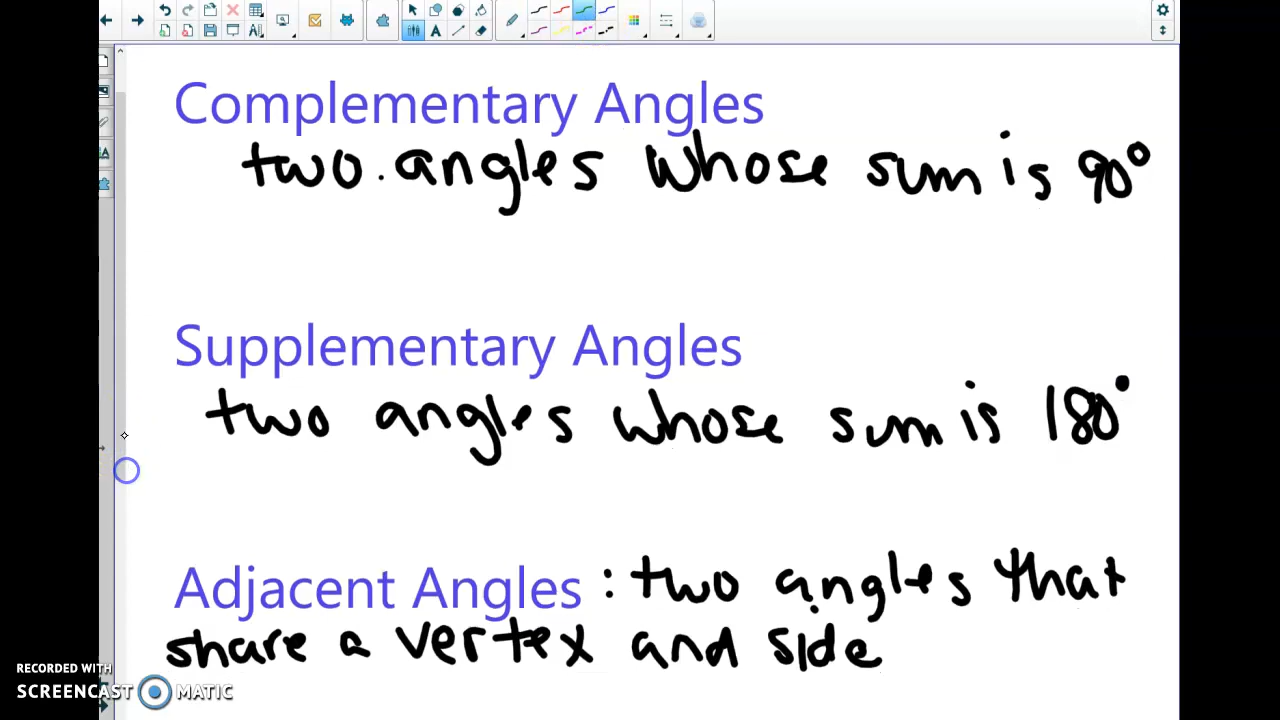 Complementary Angles
two angles whose sum is 90°
Supplementary Angles
two angles whose sum is 180°
Adjacent Angles : two angles that
share a vertex and side
RECORDED WITH
SCREENCAST MATIC